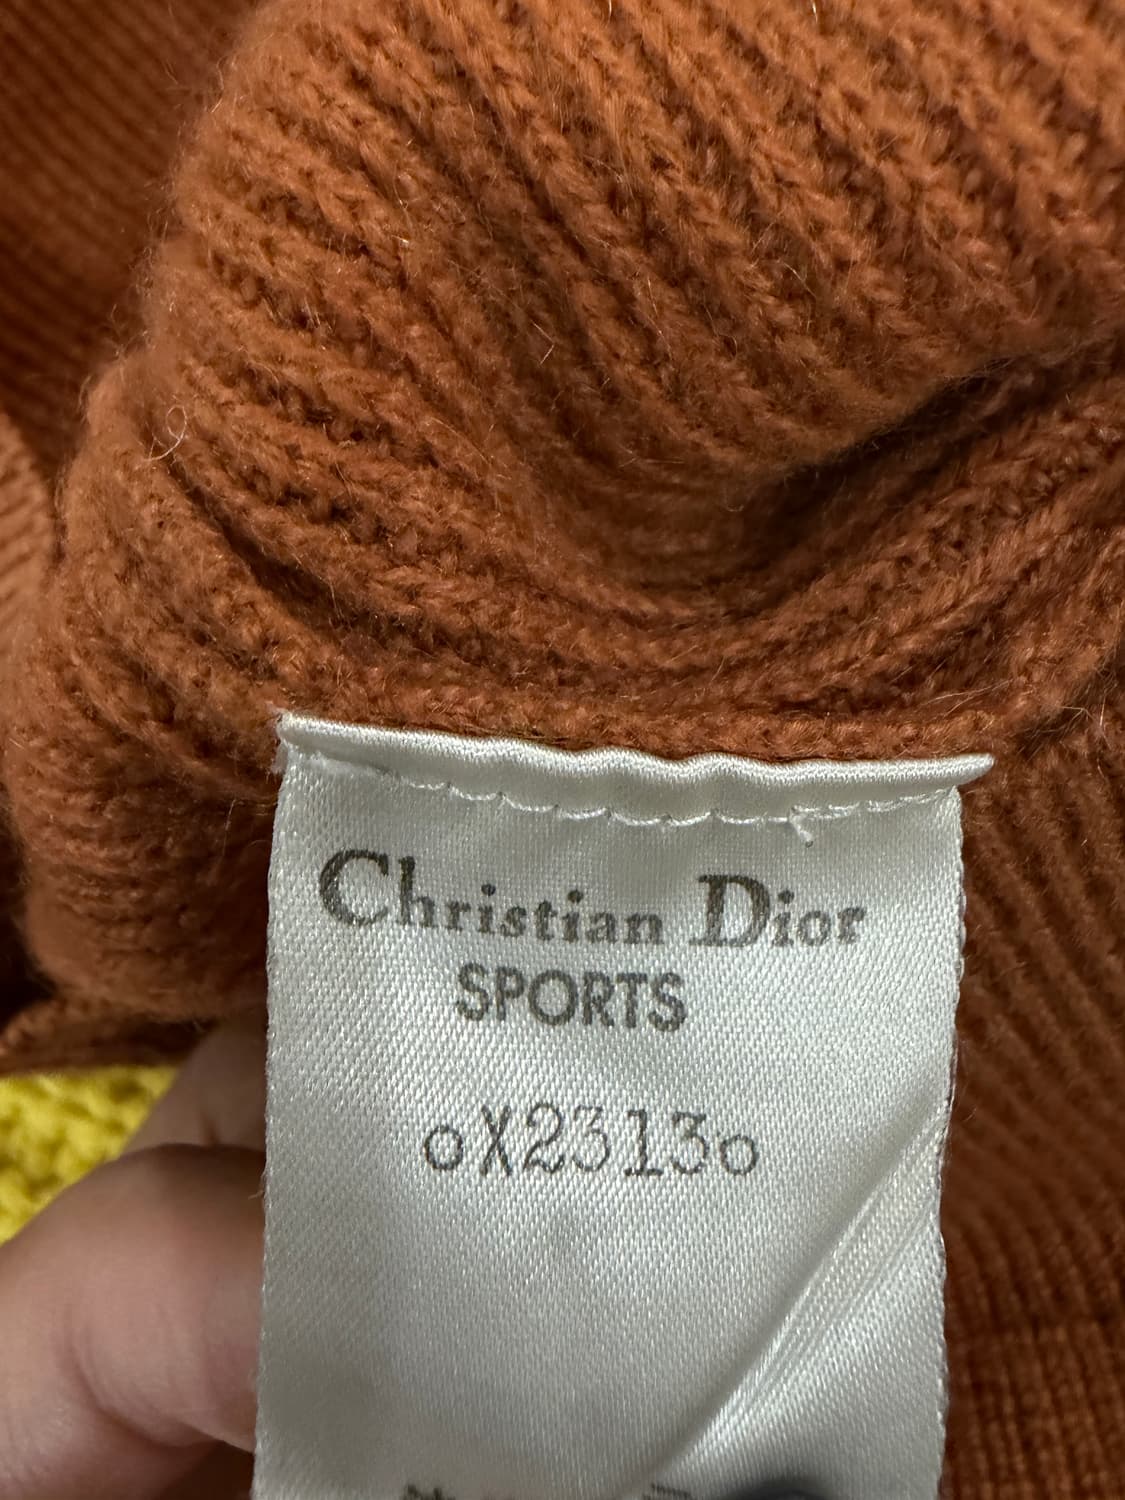 Christian Dior
SPORTS
oX2313o